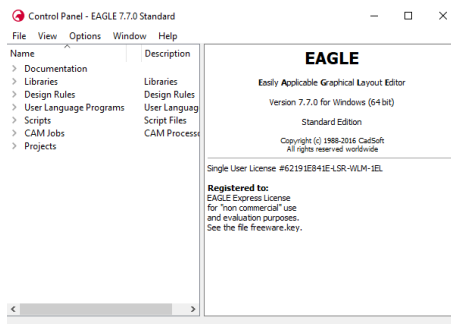 Control Panel - EAGLE 7.7.0 Standard
File View Options Window Help
Name Description
Documentation
Libraries Libraries
Design Rules Design Rules
User Language Programs User Languag
Scripts Script Files
CAM Jobs CAM Processo
Projects
EAGLE
Easily Applicable Graphical Layout Editor
Version 7.7.0 for Windows (64 bit)
Standard Edition
Copyright (c) 1988-2016 CadSoft
All rights reserved worldwide
Single User License #62191E841E-LSR-WLM-1EL
Registered to:
EAGLE Express License
for "non commercial" use
and evaluation purposes.
See the file freeware.key.